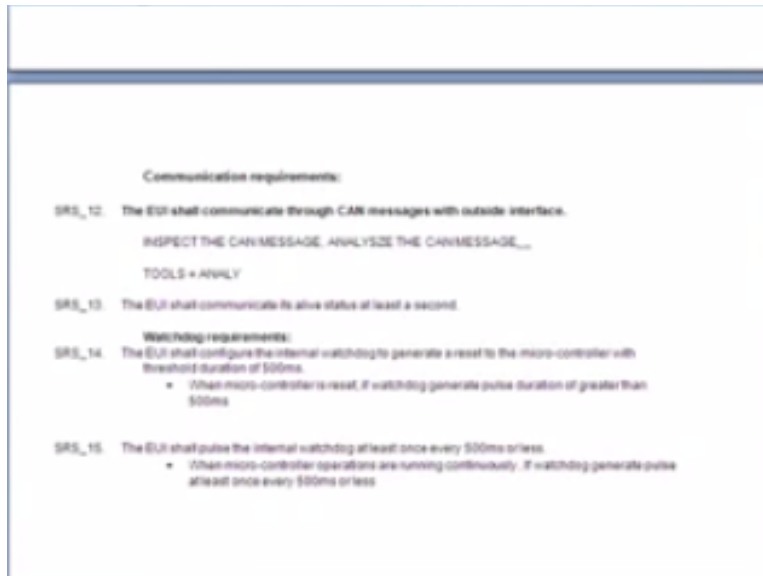 Communication requirements:
SRS_12. The EUI shall communicate through CAN messages with outside interface.
INSPECT THE CAN MESSAGE, ANALYSZE THE CAN MESSAGE__
TOOLS + ANALY
SRS_13. The EUI shall communicate its alive status at least a second.
Watchdog requirements:
SRS_14. The EUI shall configure the internal watchdog to generate a reset to the micro-controller with
threshold duration of 500ms.
• When micro-controller is reset, if watchdog generate pulse duration of greater than
500ms
SRS_15. The EUI shall pulse the internal watchdog at least once every 500ms or less.
• When micro-controller operations are running continuously, if watchdog generate pulse
at least once every 500ms or less